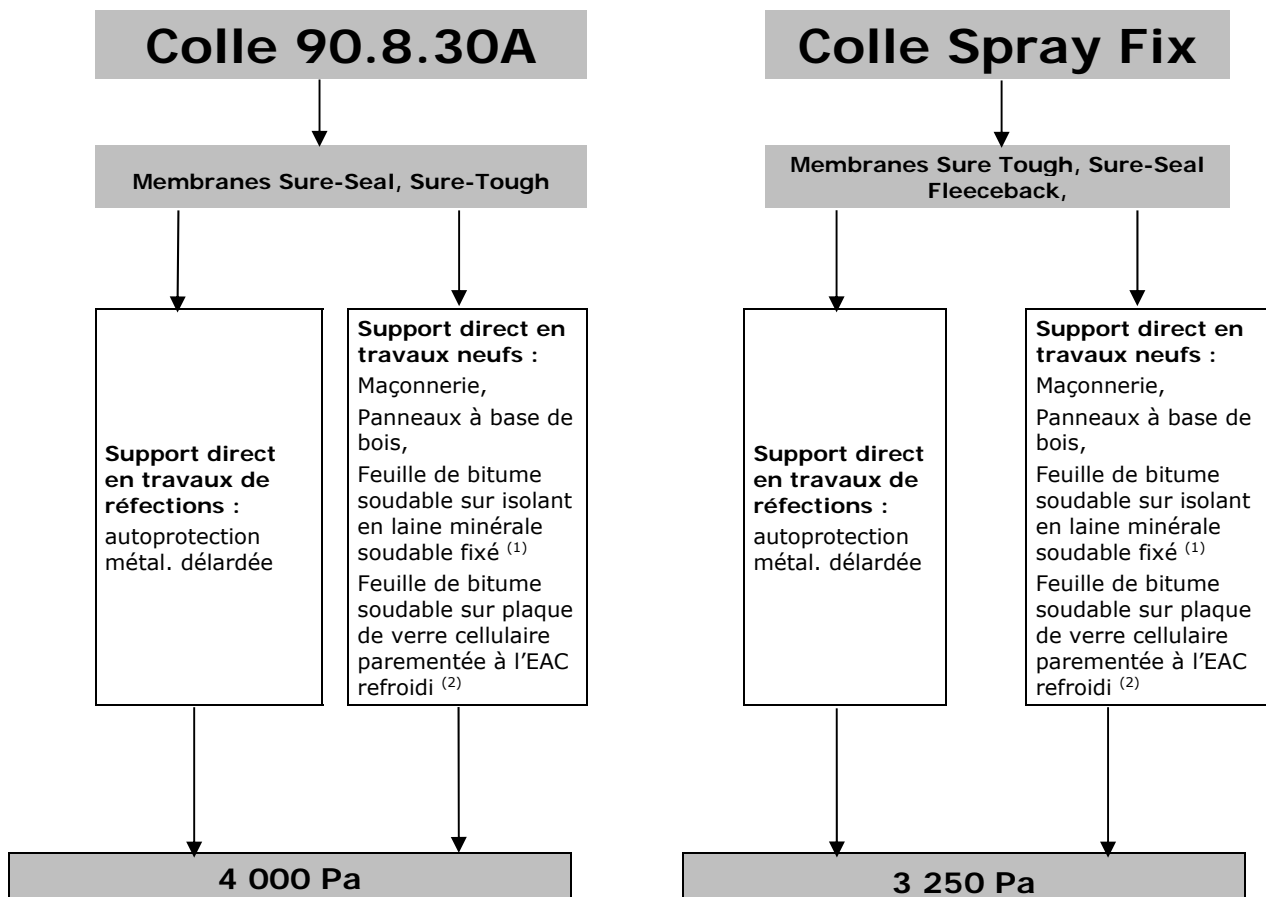 Colle 90.8.30A
Membranes Sure-Seal, Sure-Tough
Support direct
en travaux de
réfections :
autoprotection
métal. délardée
Support direct en
travaux neufs :
Maçonnerie,
Panneaux à base de
bois,
Feuille de bitume
soudable sur isolant
en laine minérale
soudable fixé (1)
Feuille de bitume
soudable sur plaque
de verre cellulaire
parementée à l'EAC
refroidi (2)
4 000 Pa
Colle Spray Fix
Membranes Sure Tough, Sure-Seal
Fleeceback,
Support direct
en travaux de
réfections :
autoprotection
métal. délardée
Support direct en
travaux neufs :
Maçonnerie,
Panneaux à base de
bois,
Feuille de bitume
soudable sur isolant
en laine minérale
soudable fixé (1)
Feuille de bitume
soudable sur plaque
de verre cellulaire
parementée à l'EAC
refroidi (2)
3 250 Pa